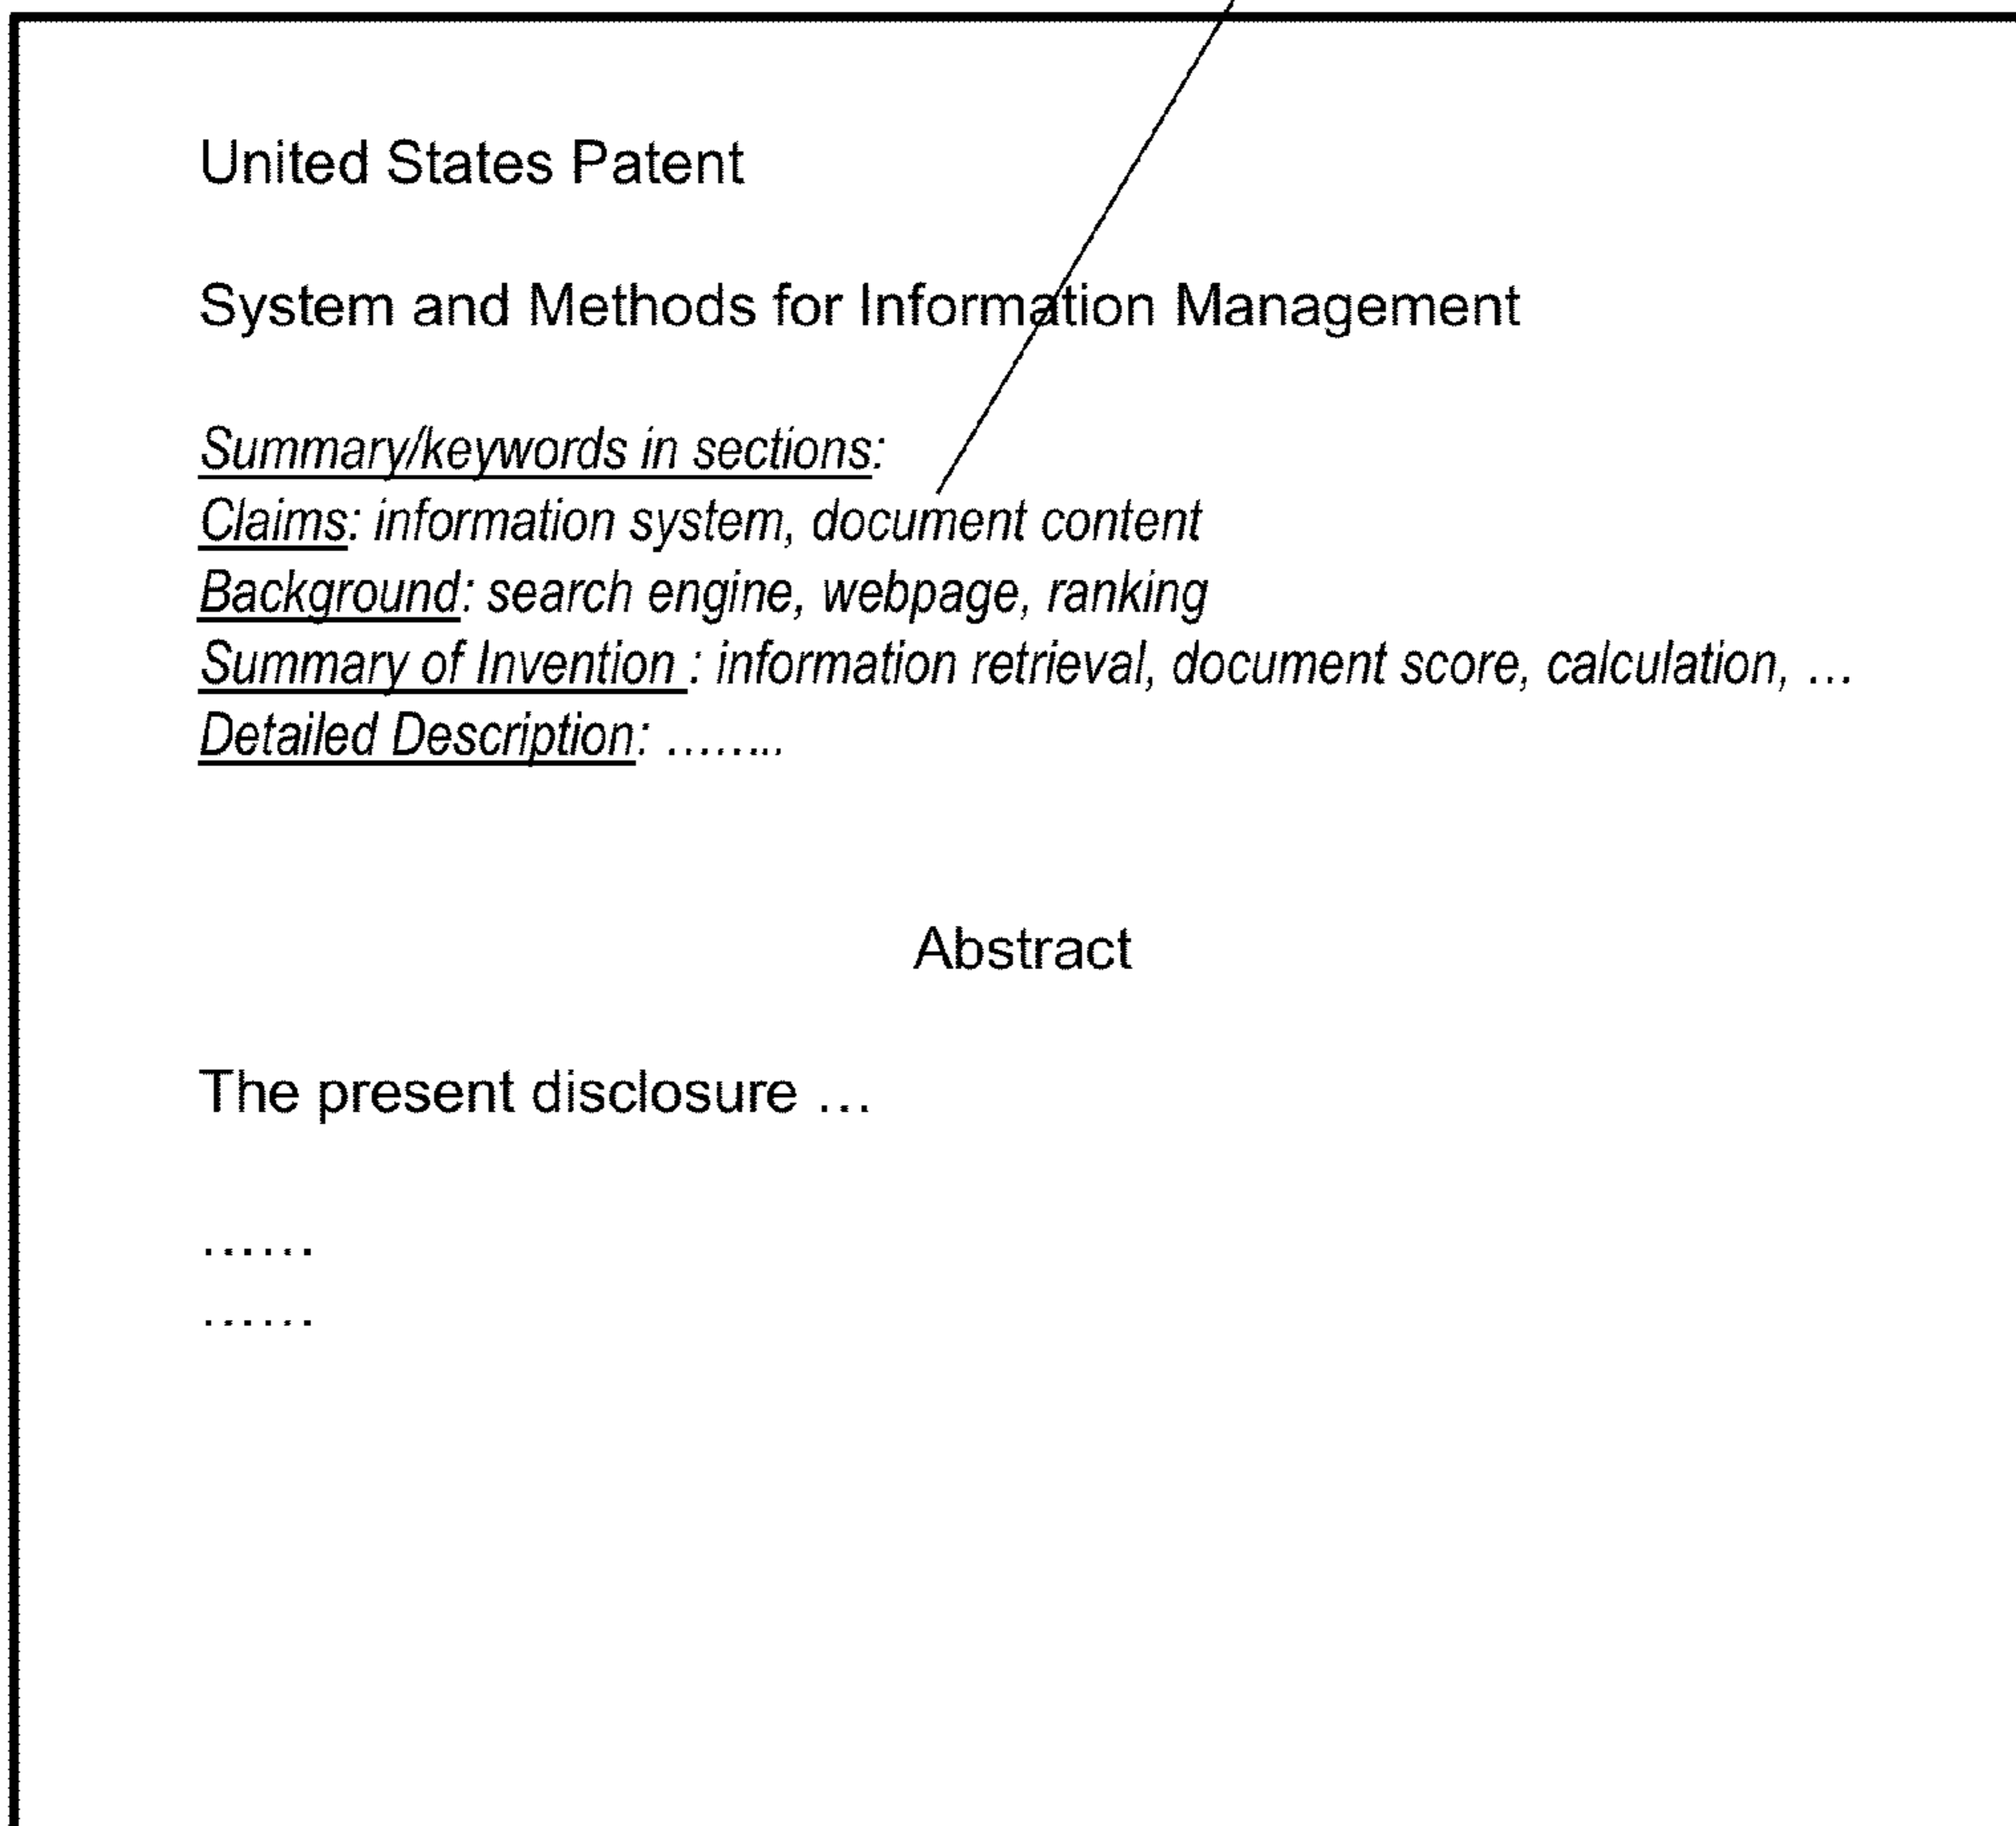 United States Patent
System and Methods for Information Management
Summary/keywords in sections:
Claims: information system, document content
Background: search engine, webpage, ranking
Summary of Invention : information retrieval, document score, calculation, ...
Detailed Description: ........
Abstract
The present disclosure ...
......
......